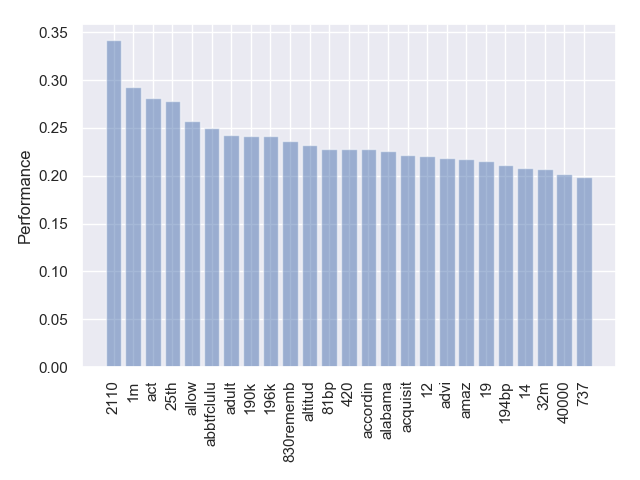 0.35
0.30
0.25
0.20
0.15
0.10
0.05
0.00
Performance
2110
1m
act
25th
allow
abbtfclulu
adult
190k
196k
830rememb
altitud
81bp
420
accordin
alabama
acquisit
12
advi
amaz
19
194bp
14
32m
40000
737